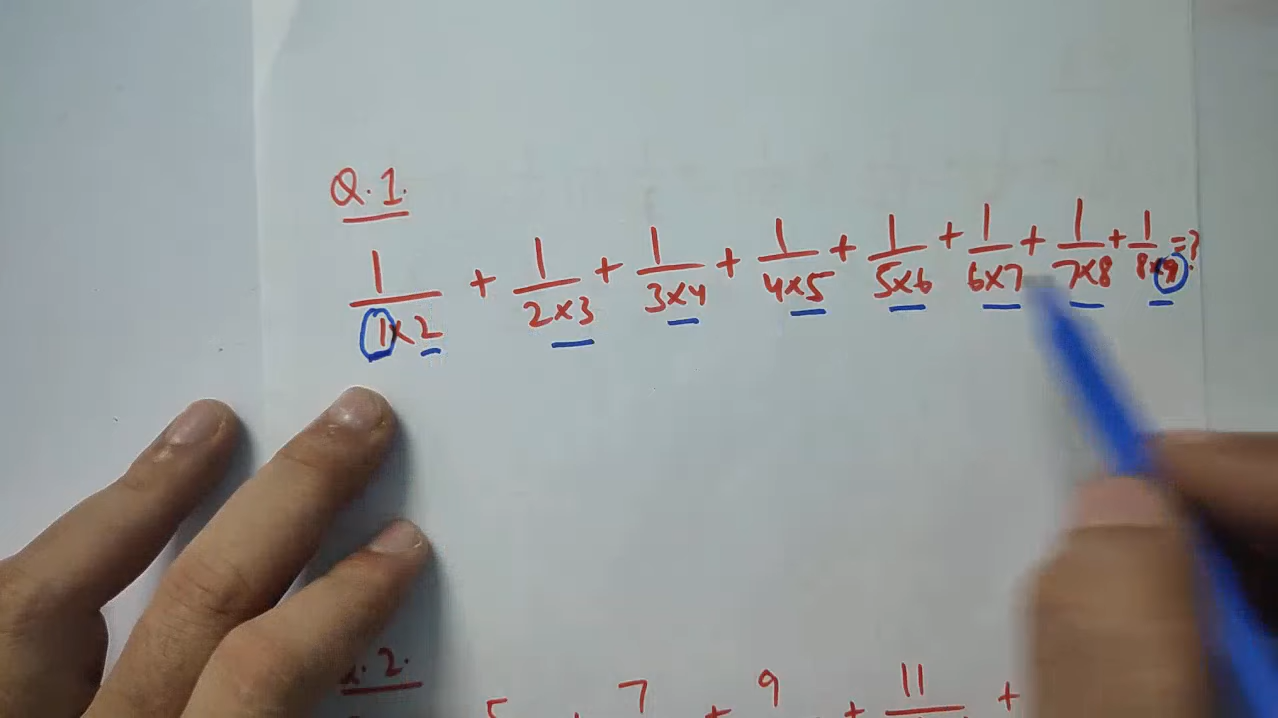 Q.1.
1/1×2 + 1/2×3 + 1/3×4 + 1/4×5 + 1/5×6 + 1/6×7 + 1/7×8 + 1/8×9 = ?
2.
7 + 9 + 11 +